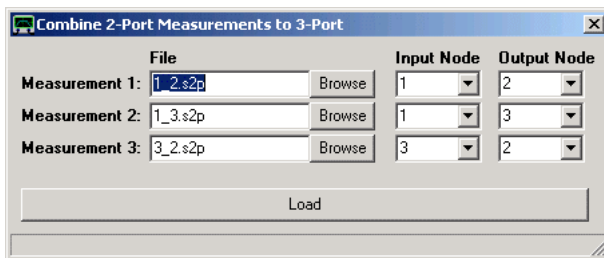 Combine 2-Port Measurements to 3-Port
File Input Node Output Node
Measurement 1: 1_2.s2p Browse 1 2
Measurement 2: 1_3.s2p Browse 1 3
Measurement 3: 3_2.s2p Browse 3 2
Load